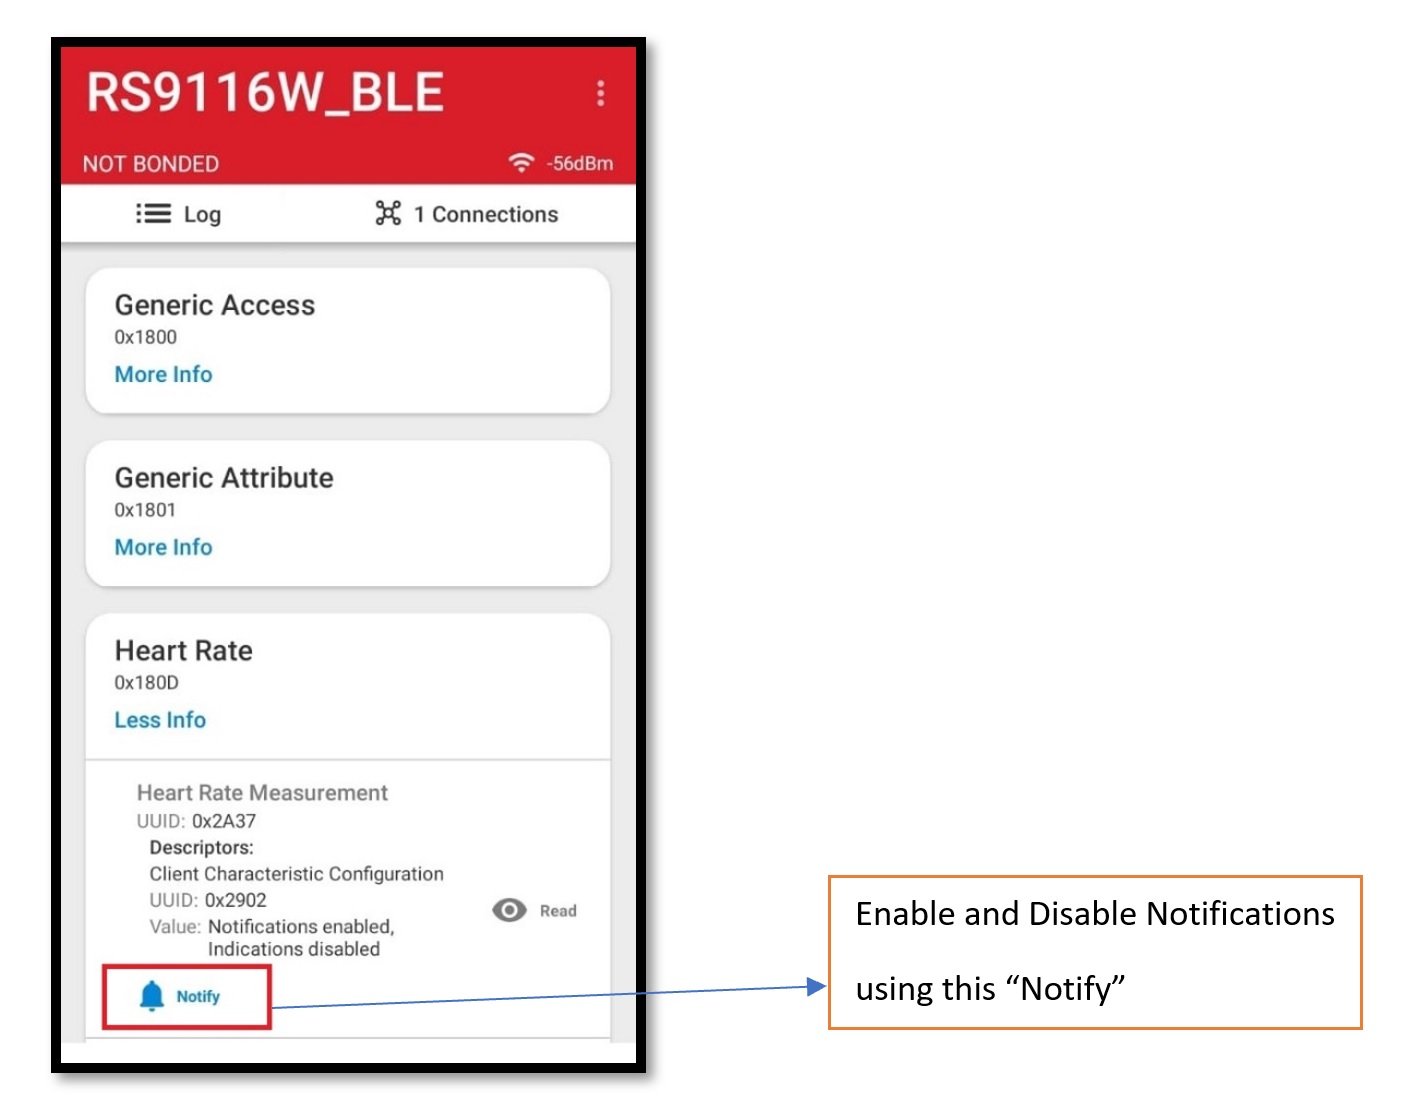 RS9116W_BLE
NOT BONDED
-56dBm
Log
1 Connections
Generic Access
0x1800
More Info
Generic Attribute
0x1801
More Info
Heart Rate
0x180D
Less Info
Heart Rate Measurement
UUID: 0x2A37
Descriptors:
Client Characteristic Configuration
UUID: 0x2902
Value: Notifications enabled,
Indications disabled
Read
Notify
Enable and Disable Notifications
using this “Notify”